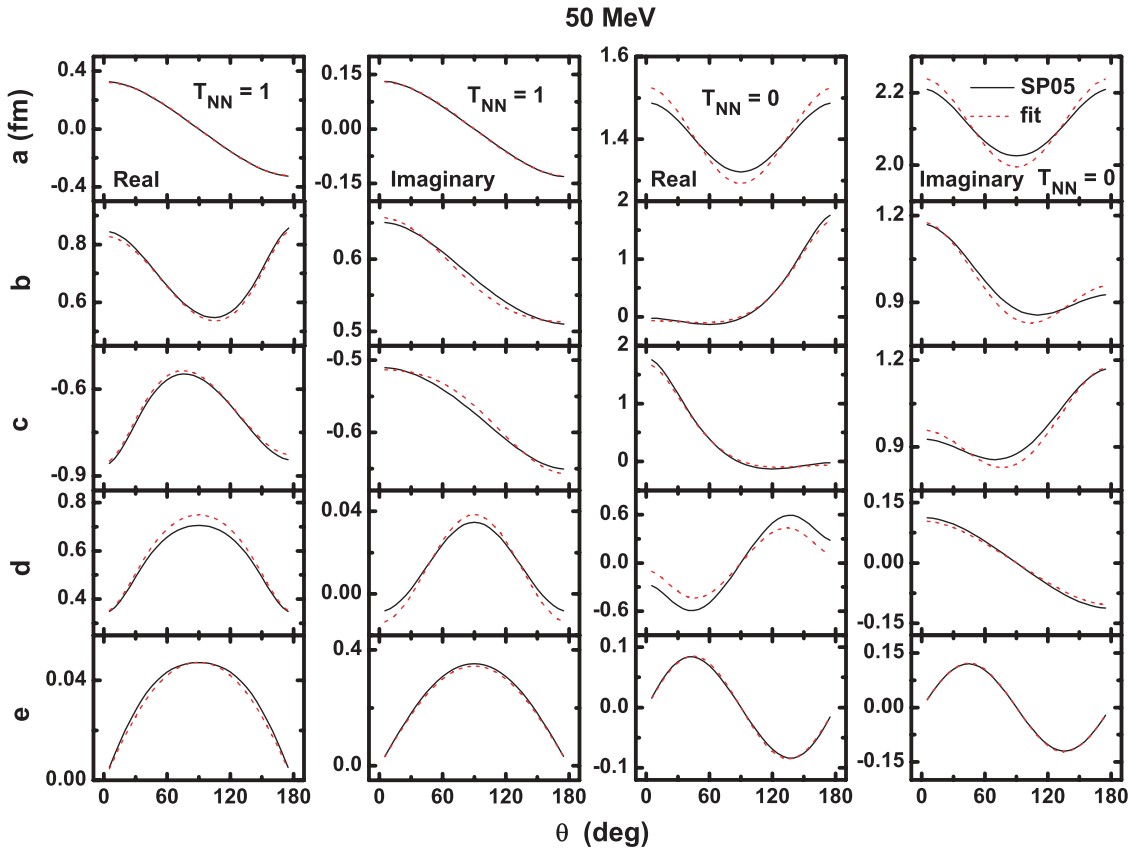 50 MeV
a (fm)
0.4
0.0
-0.4
T_NN = 1
Real
0.15
0.00
-0.15
T_NN = 1
Imaginary
1.6
1.4
2
T_NN = 0
Real
2.2
2.0
SP05
fit
Imaginary T_NN = 0
b
0.8
0.6
0.6
0.5
2
0
1.2
0.9
c
-0.6
-0.9
-0.5
-0.6
2
1
0
1.2
0.9
d
0.8
0.6
0.4
0.04
0.00
0.6
0.0
-0.6
0.15
0.00
-0.15
e
0.04
0.00
0.4
0.0
0.1
0.0
-0.1
0.15
0.00
-0.15
0 60 120 180
0 60 120 180
0 60 120 180
0 60 120 180
θ (deg)